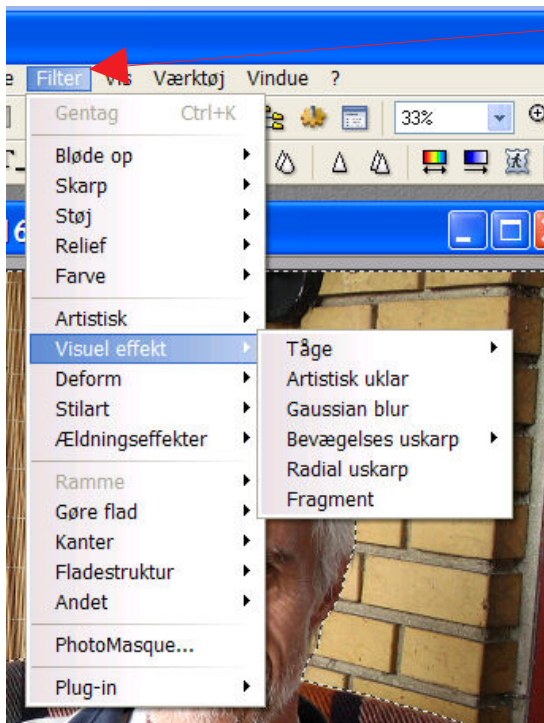 Filter Vis Værktøj Vindue ?
Gentag Ctrl+K
33%
Bløde op
Skarp
Støj
Relief
Farve
Artistisk
Visuel effekt
Deform
Stilart
Ældningseffekter
Ramme
Gøre flad
Kanter
Fladestruktur
Andet
PhotoMasque...
Plug-in
Tåge
Artistisk uklar
Gaussian blur
Bevægelses uskarp
Radial uskarp
Fragment